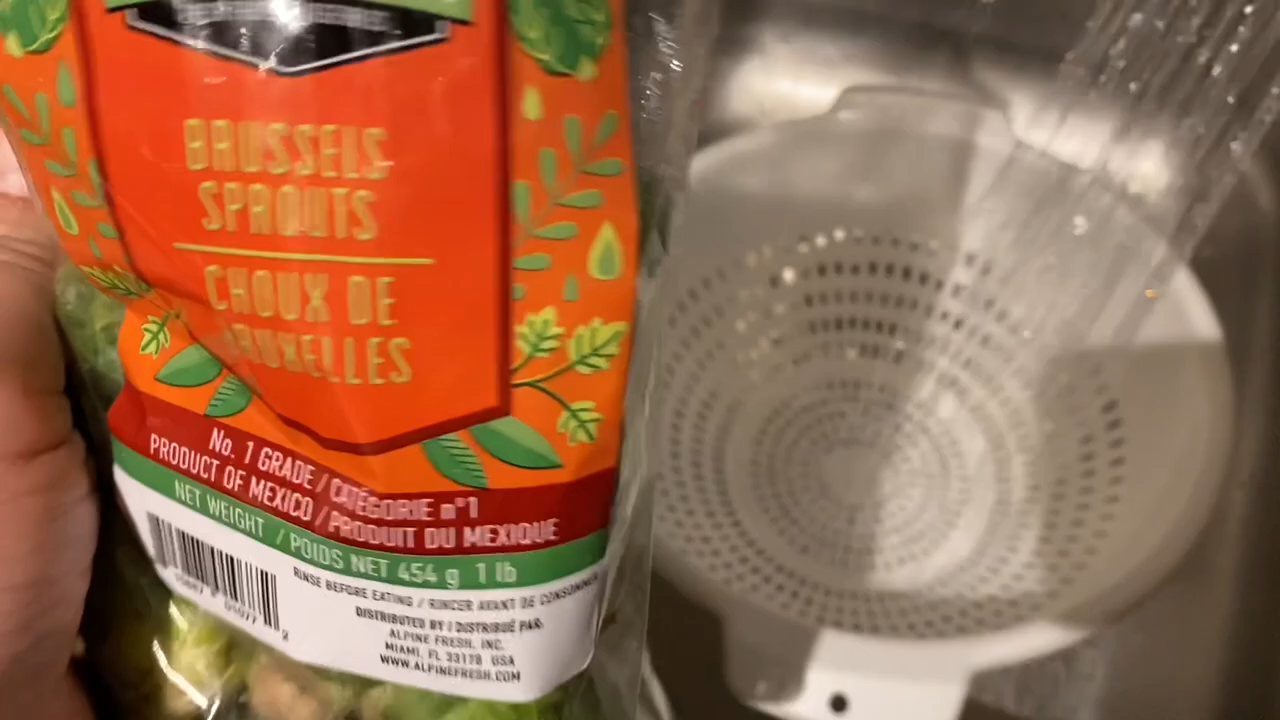 BRUSSELS
SPROUTS
CHOUX DE
BRUXELLES
No. 1 GRADE / CATÉGORIE n°1
PRODUCT OF MEXICO / PRODUIT DU MEXIQUE
NET WEIGHT / POIDS NET 454 g 1 lb
RINSE BEFORE EATING / RINCER AVANT DE CONSOMMER
DISTRIBUTED BY / DISTRIBUÉ PAR:
ALPINE FRESH, INC.
MIAMI, FL 33178 USA
WWW.ALPINEFRESH.COM